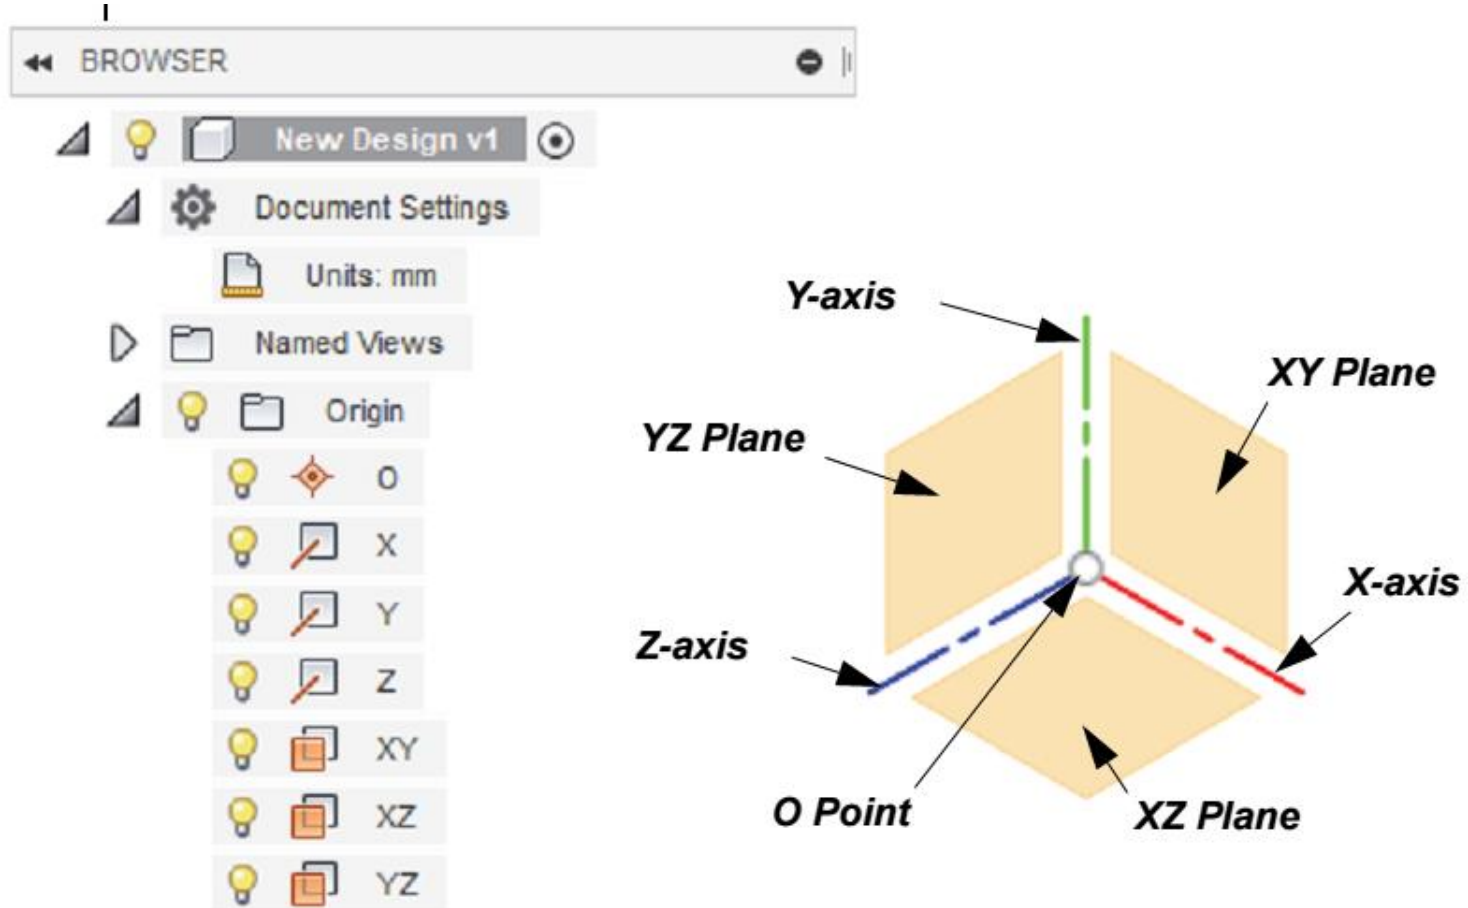 BROWSER
New Design v1
Document Settings
Units: mm
Named Views
Origin
O
X
Y
Z
XY
XZ
YZ
Y-axis
XY Plane
YZ Plane
X-axis
Z-axis
O Point
XZ Plane